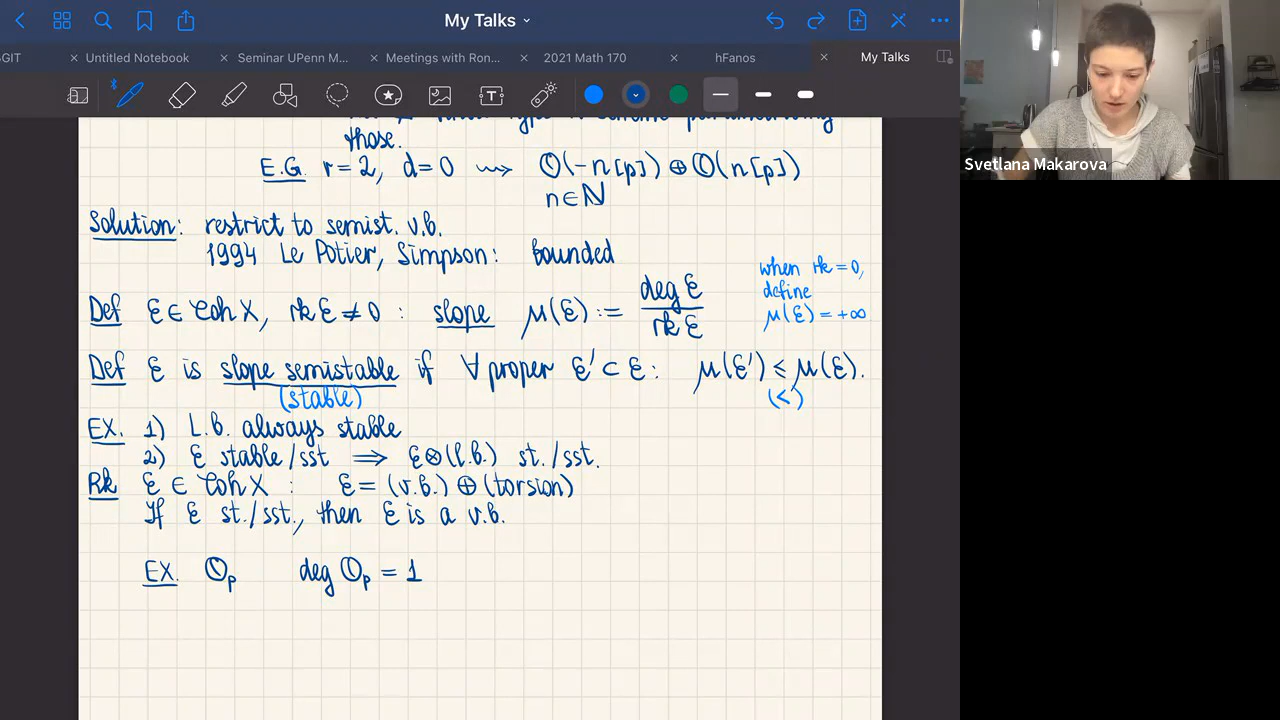 My Talks
GIT
Untitled Notebook
Seminar UPenn M...
Meetings with Ron...
2021 Math 170
hFanos
My Talks
Svetlana Makarova
those.
E.G. r = 2, d = 0 ⇝ O(-n[p]) ⊕ O(n[p])
n ∈ ℕ
Solution: restrict to semist. v.b.
1994 Le Potier, Simpson: bounded
when rk = 0,
define
μ(E) = +∞
Def E ∈ Coh X, rk E ≠ 0 : slope μ(E) := deg E / rk E
Def E is slope semistable if ∀ proper E' ⊂ E : μ(E') ≤ μ(E).
(stable) (<)
EX. 1) L.b. always stable
2) E stable/sst ⟹ E⊗(l.b.) st./sst.
Rk E ∈ Coh X : E = (v.b.) ⊕ (torsion)
If E st./sst., then E is a v.b.
EX. O_p deg O_p = 1